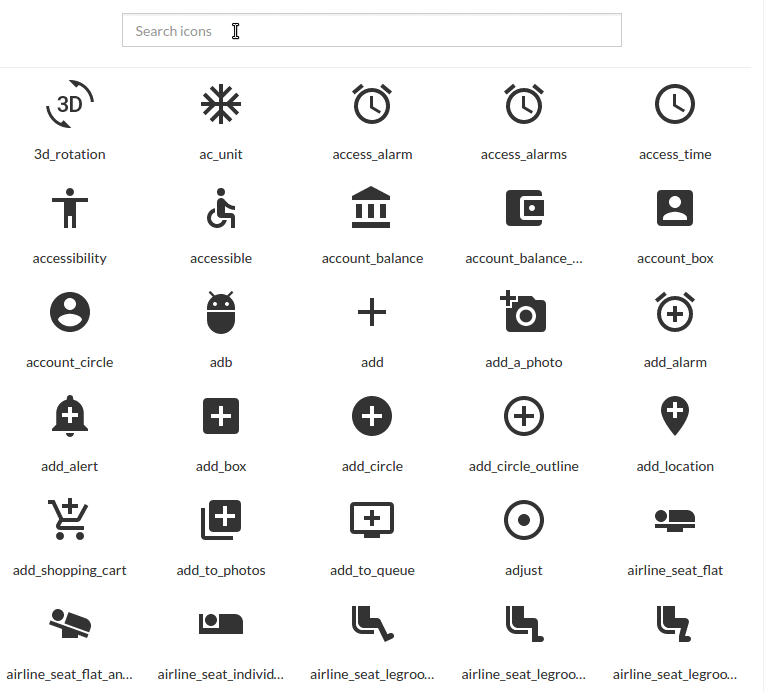 Search icons
3D
3d_rotation ac_unit access_alarm access_alarms access_time
accessibility accessible account_balance account_balance_... account_box
account_circle adb add add_a_photo add_alarm
add_alert add_box add_circle add_circle_outline add_location
add_shopping_cart add_to_photos add_to_queue adjust airline_seat_flat
airline_seat_flat_an... airline_seat_individ... airline_seat_legroo... airline_seat_legroo... airline_seat_legroo...